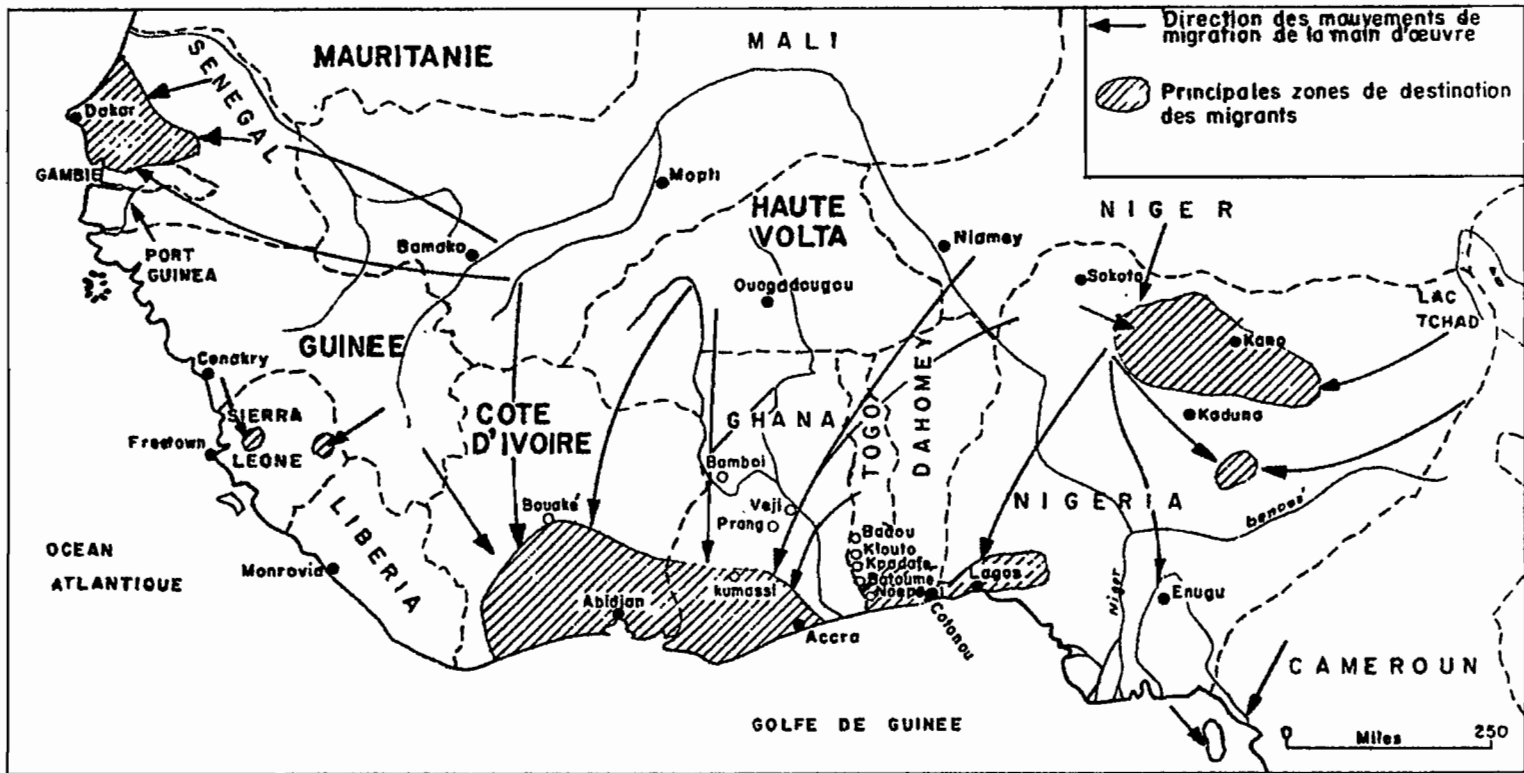 Direction des mouvements de
migration de la main d'œuvre
Principales zones de destination
des migrants
MAURITANIE
MALI
SENEGAL
Dakar
GAMBIE
PORT
GUINEA
Bamako
Mopti
HAUTE
VOLTA
Ouagadougou
Niamey
NIGER
Sokoto
LAC
TCHAD
Kano
Kaduna
GUINEE
Conakry
SIERRA
LEONE
Freetown
COTE
D'IVOIRE
GHANA
TOGO
DAHOMEY
NIGERIA
Bamboi
Veji
Prang
Bouaké
Badou
Klouto
Kpadafe
Batoume
Noepe
Lagos
Cotonou
benoué
Niger
Enugu
LIBERIA
Monrovia
OCEAN
ATLANTIQUE
Abidjan
kumassi
Accra
CAMEROUN
GOLFE DE GUINEE
0 Miles 250